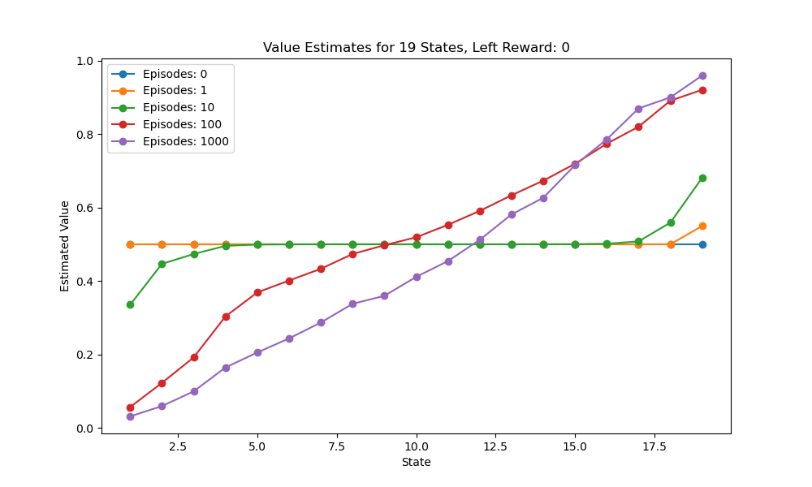 Value Estimates for 19 States, Left Reward: 0
Episodes: 0
Episodes: 1
Episodes: 10
Episodes: 100
Episodes: 1000
Estimated Value
1.0
0.8
0.6
0.4
0.2
0.0
2.5 5.0 7.5 10.0 12.5 15.0 17.5
State